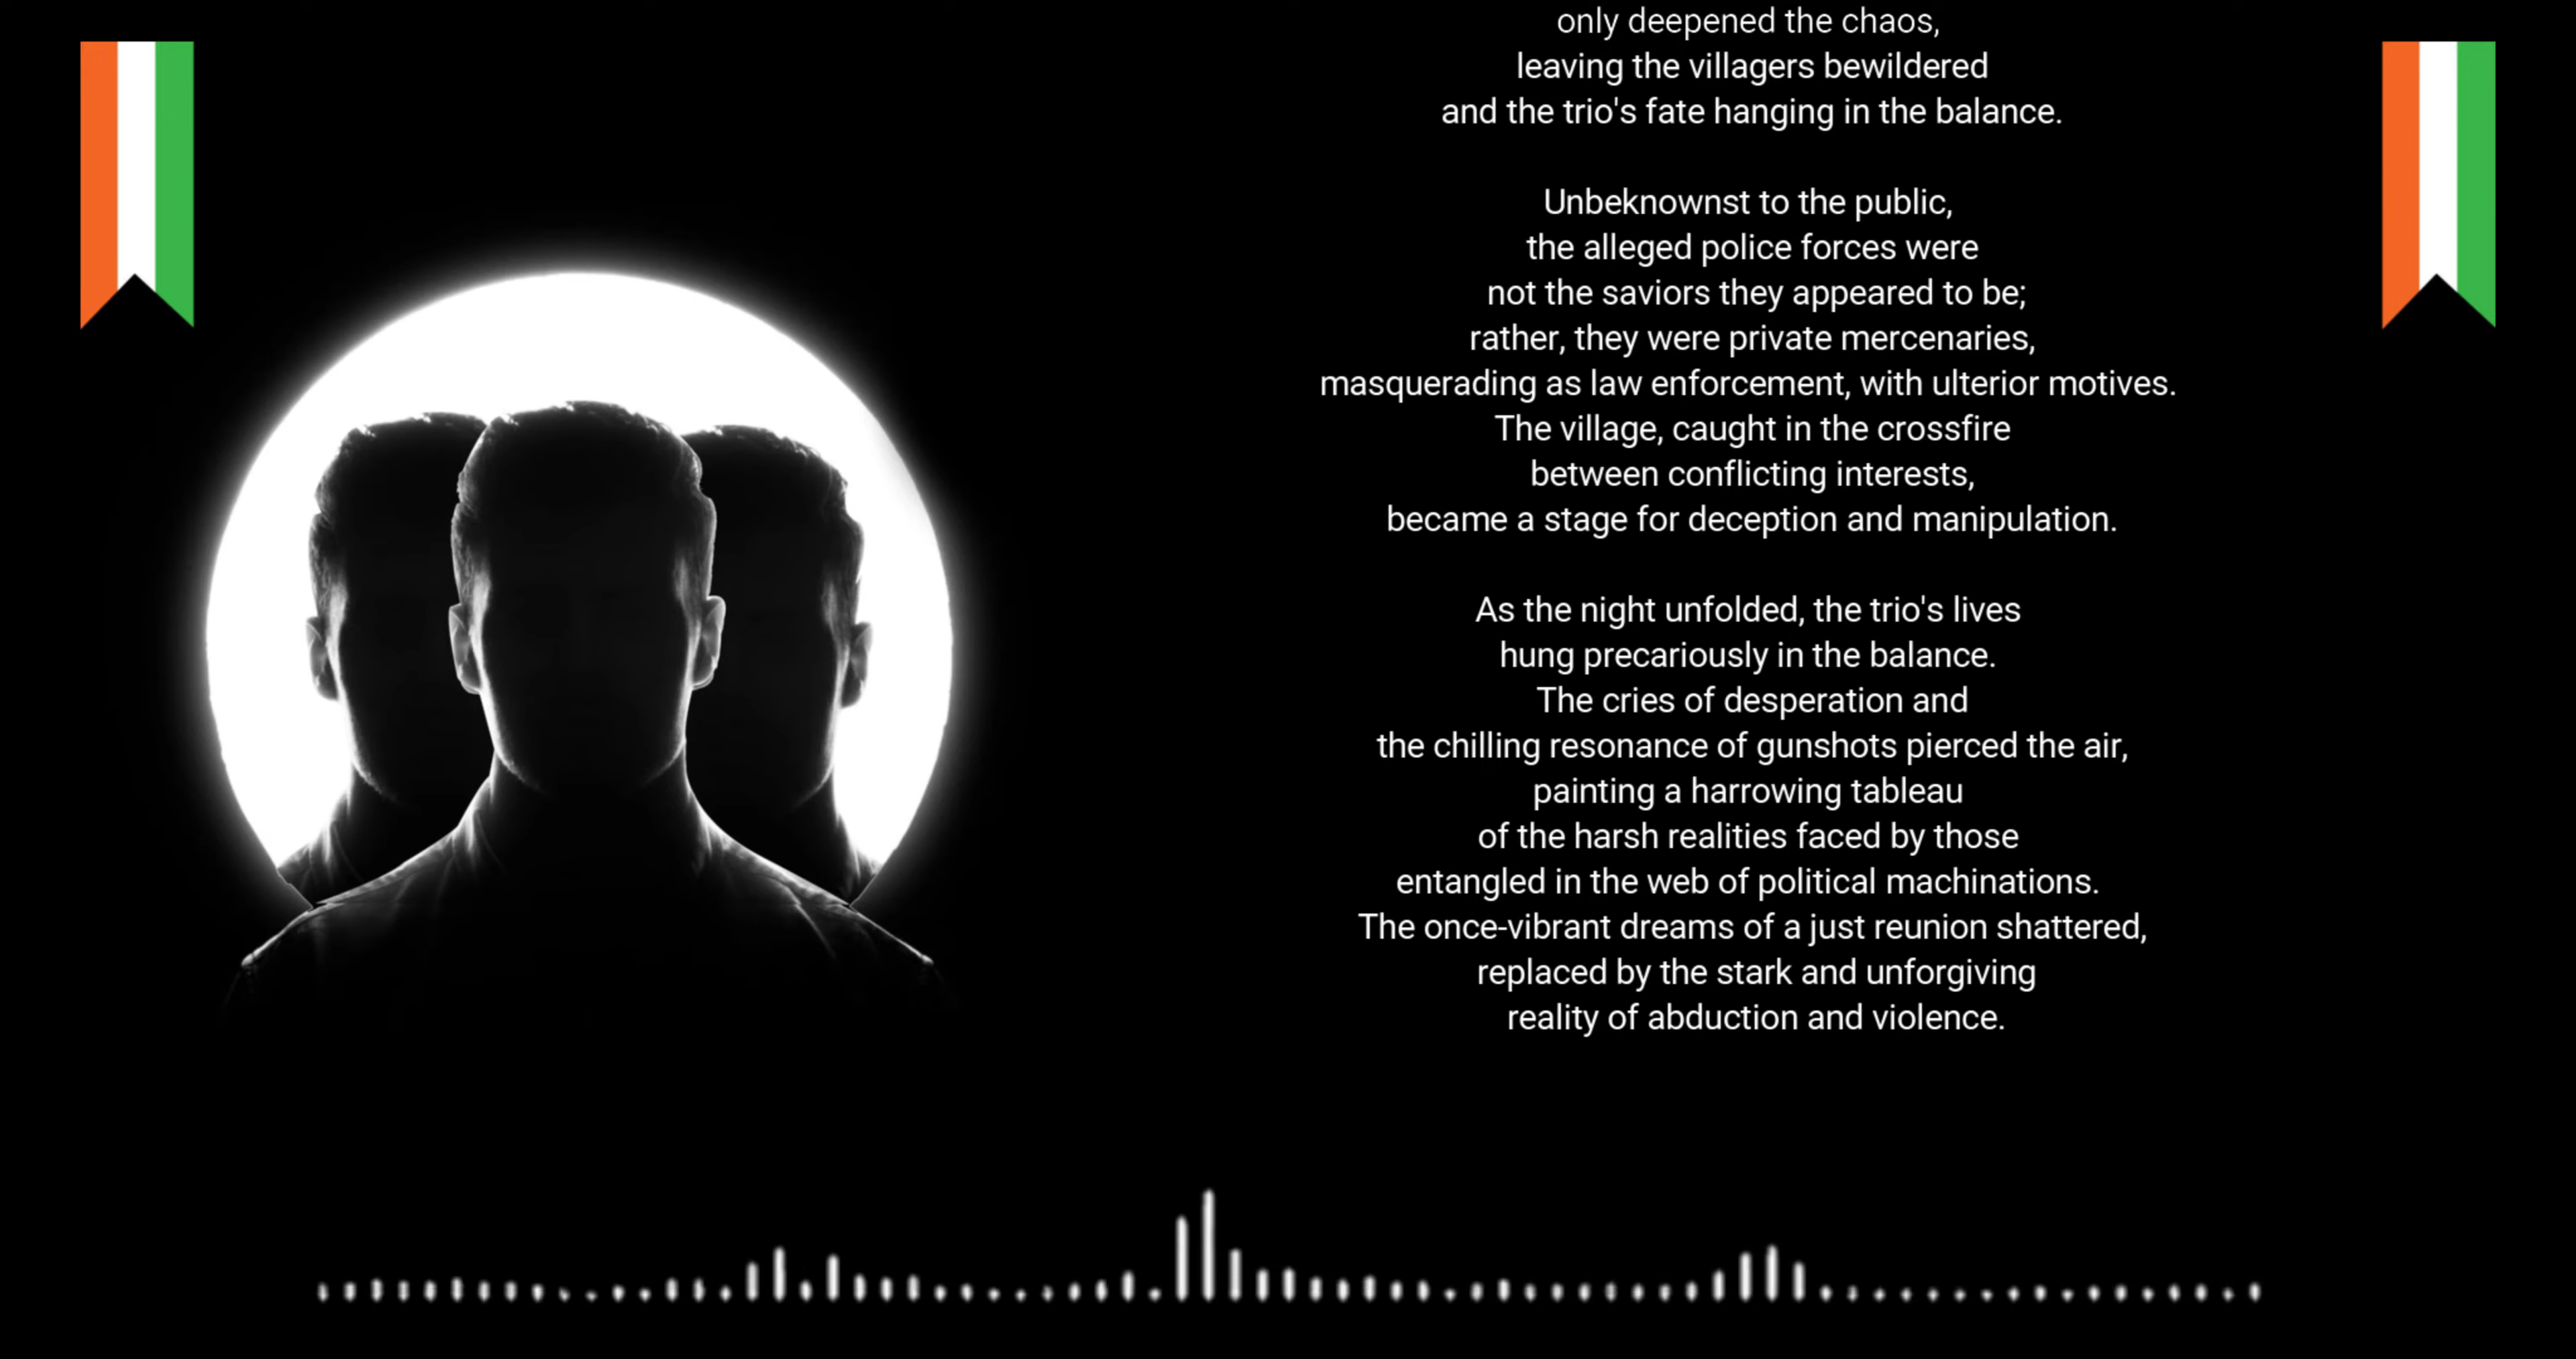 only deepened the chaos,
leaving the villagers bewildered
and the trio's fate hanging in the balance.
Unbeknownst to the public,
the alleged police forces were
not the saviors they appeared to be;
rather, they were private mercenaries,
masquerading as law enforcement, with ulterior motives.
The village, caught in the crossfire
between conflicting interests,
became a stage for deception and manipulation.
As the night unfolded, the trio's lives
hung precariously in the balance.
The cries of desperation and
the chilling resonance of gunshots pierced the air,
painting a harrowing tableau
of the harsh realities faced by those
entangled in the web of political machinations.
The once-vibrant dreams of a just reunion shattered,
replaced by the stark and unforgiving
reality of abduction and violence.